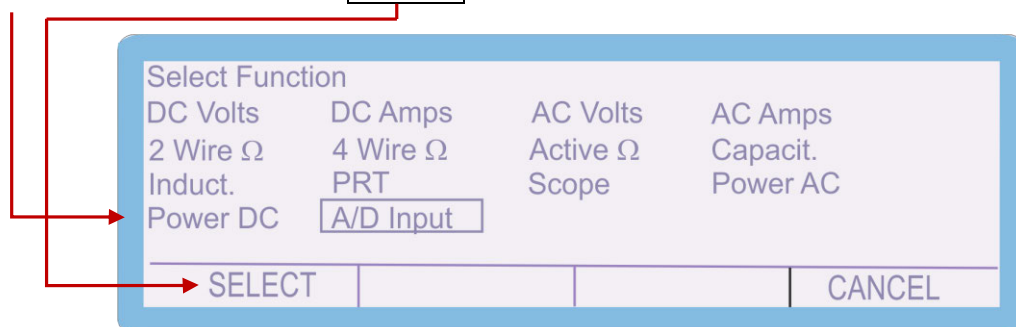 Select Function
DC Volts DC Amps AC Volts AC Amps
2 Wire Ω 4 Wire Ω Active Ω Capacit.
Induct. PRT Scope Power AC
Power DC A/D Input
SELECT CANCEL